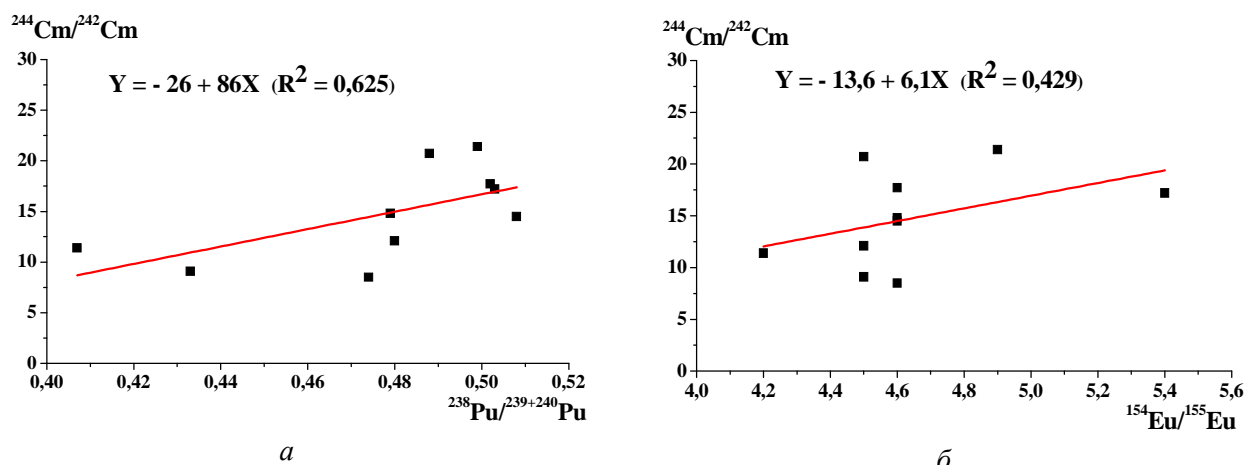 ²⁴⁴Cm/²⁴²Cm
Y = - 26 + 86X (R² = 0,625)
30
25
20
15
10
5
0
0,40 0,42 0,44 0,46 0,48 0,50 0,52
²³⁸Pu/²³⁹⁺²⁴⁰Pu
а
²⁴⁴Cm/²⁴²Cm
Y = - 13,6 + 6,1X (R² = 0,429)
30
25
20
15
10
5
0
4,0 4,2 4,4 4,6 4,8 5,0 5,2 5,4 5,6
¹⁵⁴Eu/¹⁵⁵Eu
б